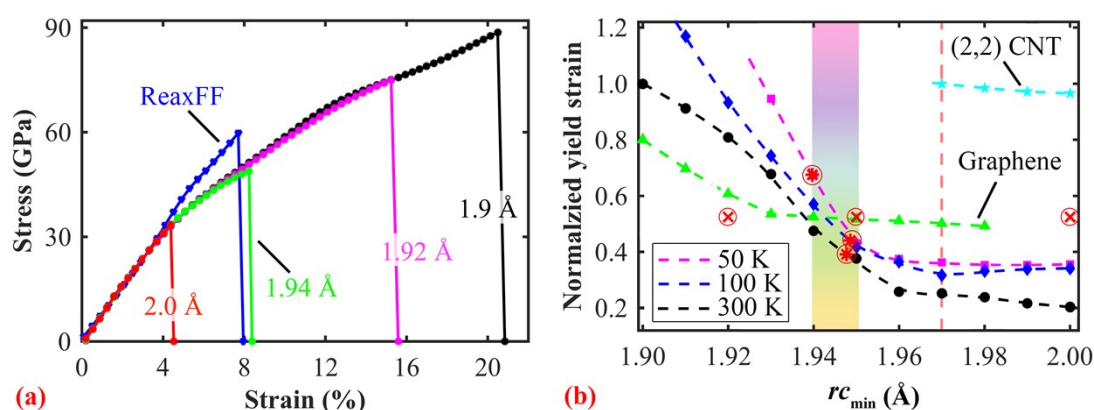 90
60
30
0
Stress (GPa)
ReaxFF
2.0 Å
1.94 Å
1.92 Å
1.9 Å
0 4 8 12 16 20
Strain (%)
(a)
1.2
1.0
0.8
0.6
0.4
0.2
Normalzied yield strain
(2,2) CNT
Graphene
50 K
100 K
300 K
1.90 1.92 1.94 1.96 1.98 2.00
rc min (Å)
(b)